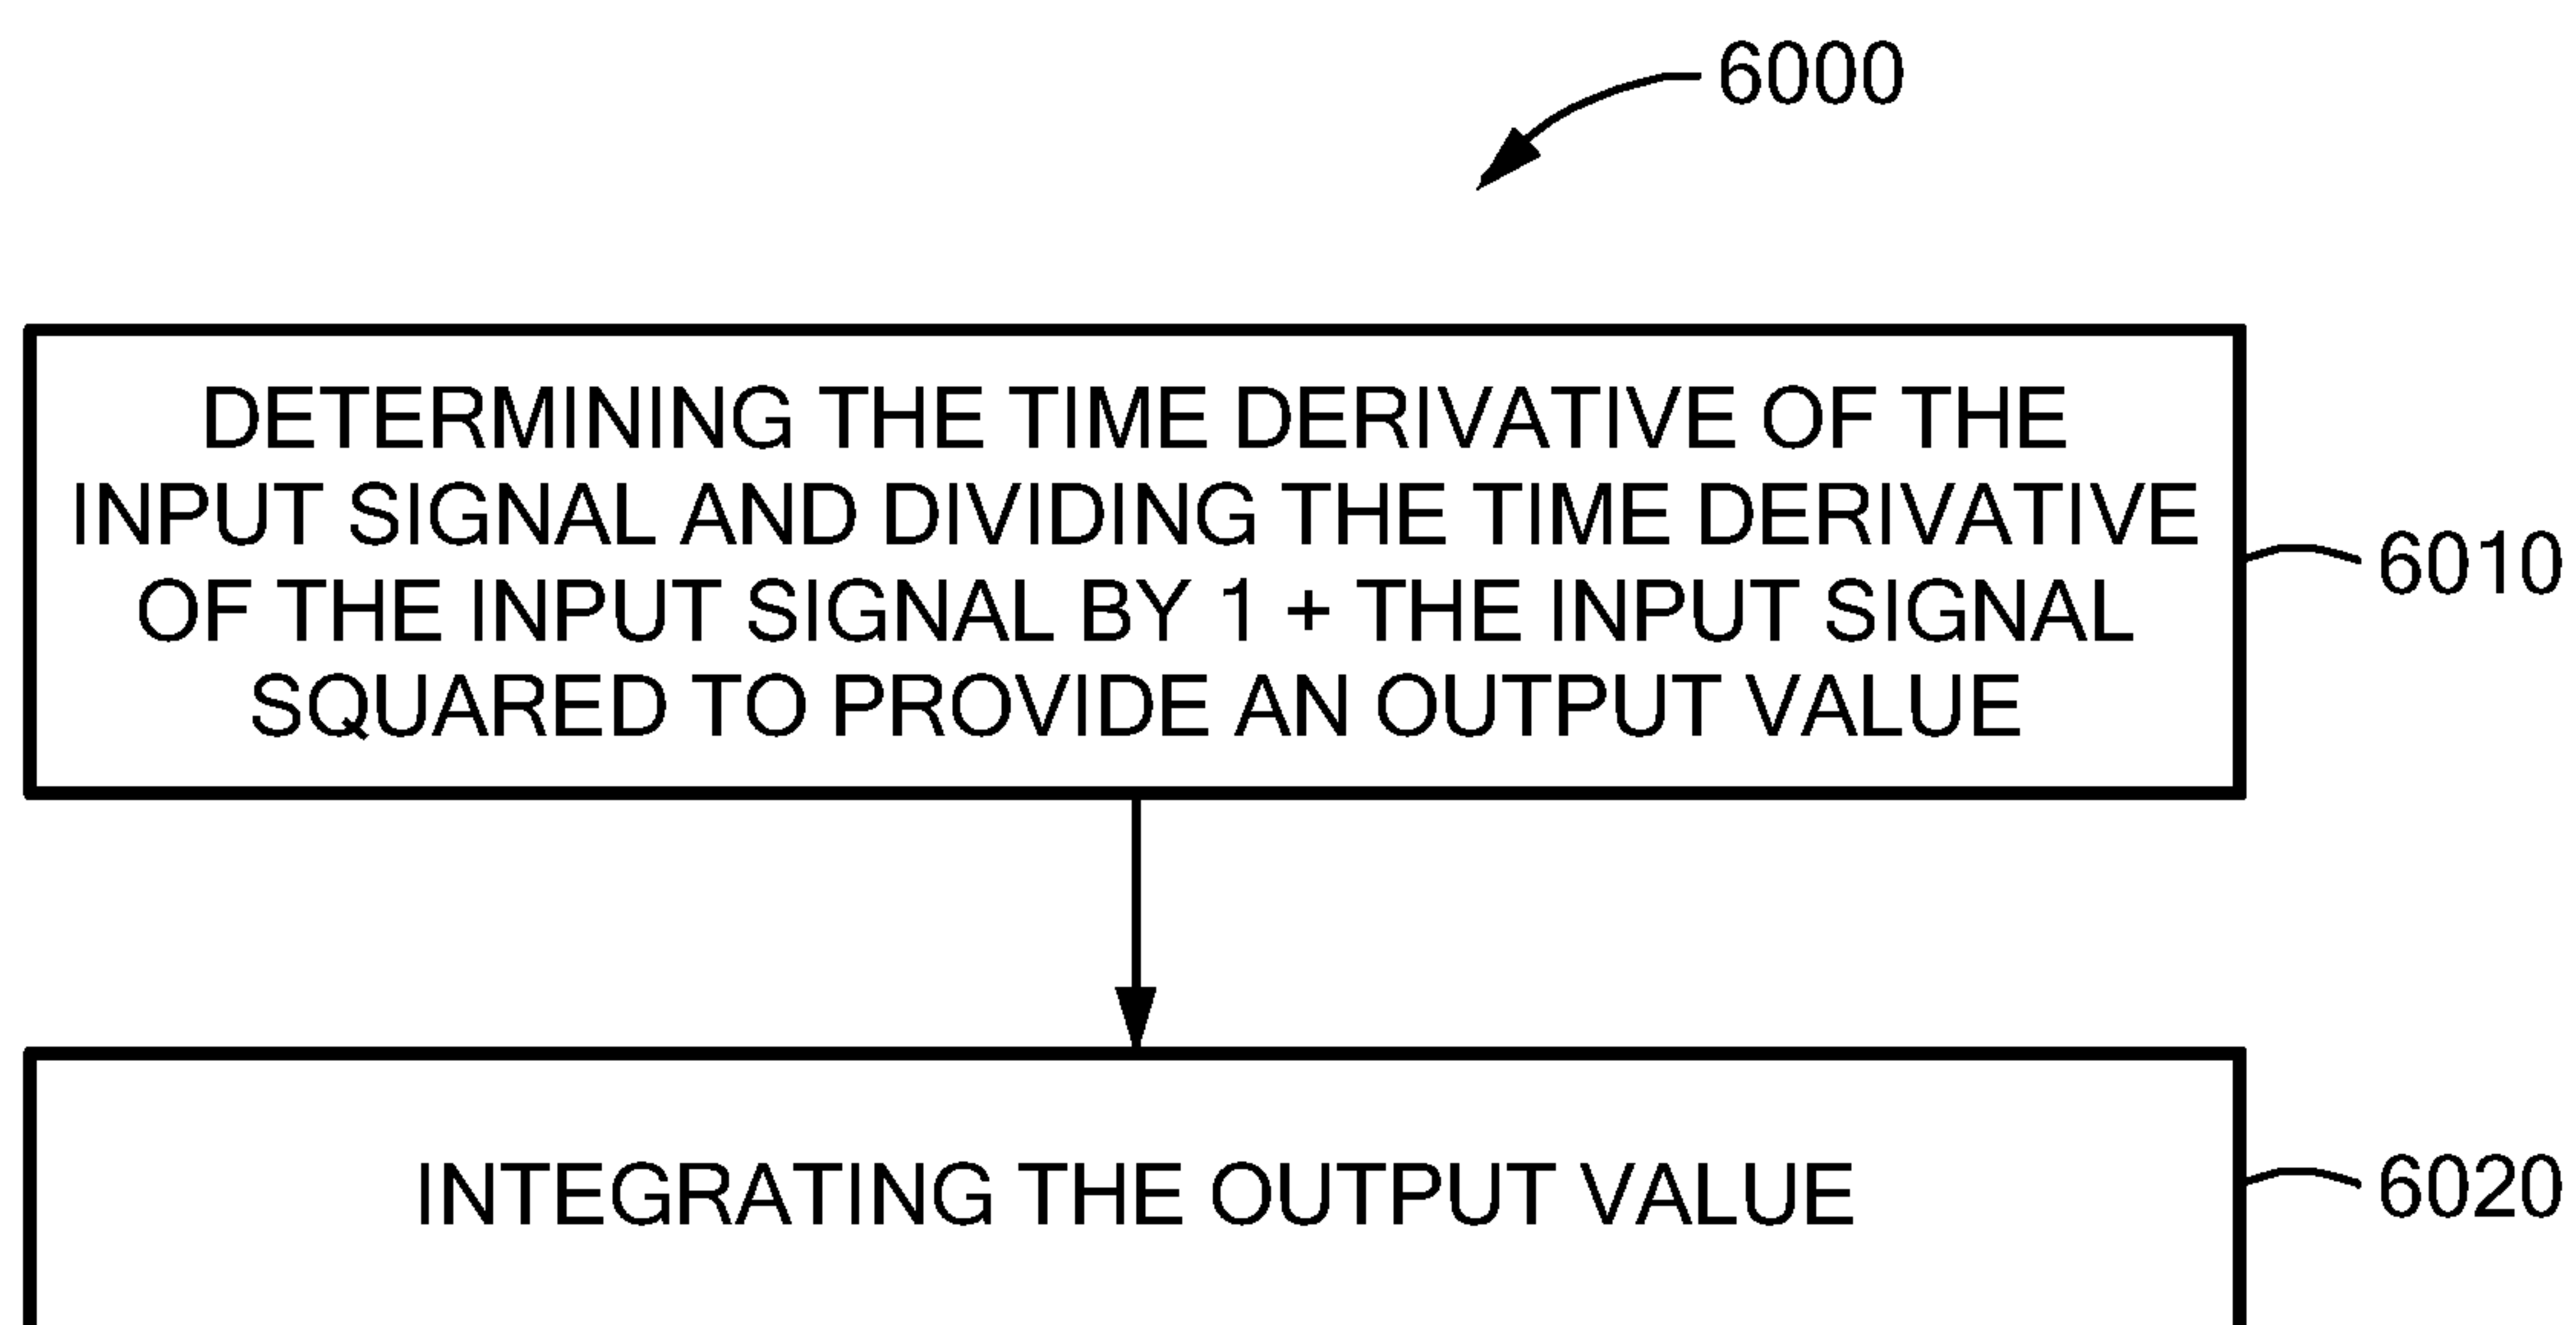 6000
DETERMINING THE TIME DERIVATIVE OF THE
INPUT SIGNAL AND DIVIDING THE TIME DERIVATIVE
OF THE INPUT SIGNAL BY 1 + THE INPUT SIGNAL
SQUARED TO PROVIDE AN OUTPUT VALUE
6010
INTEGRATING THE OUTPUT VALUE
6020